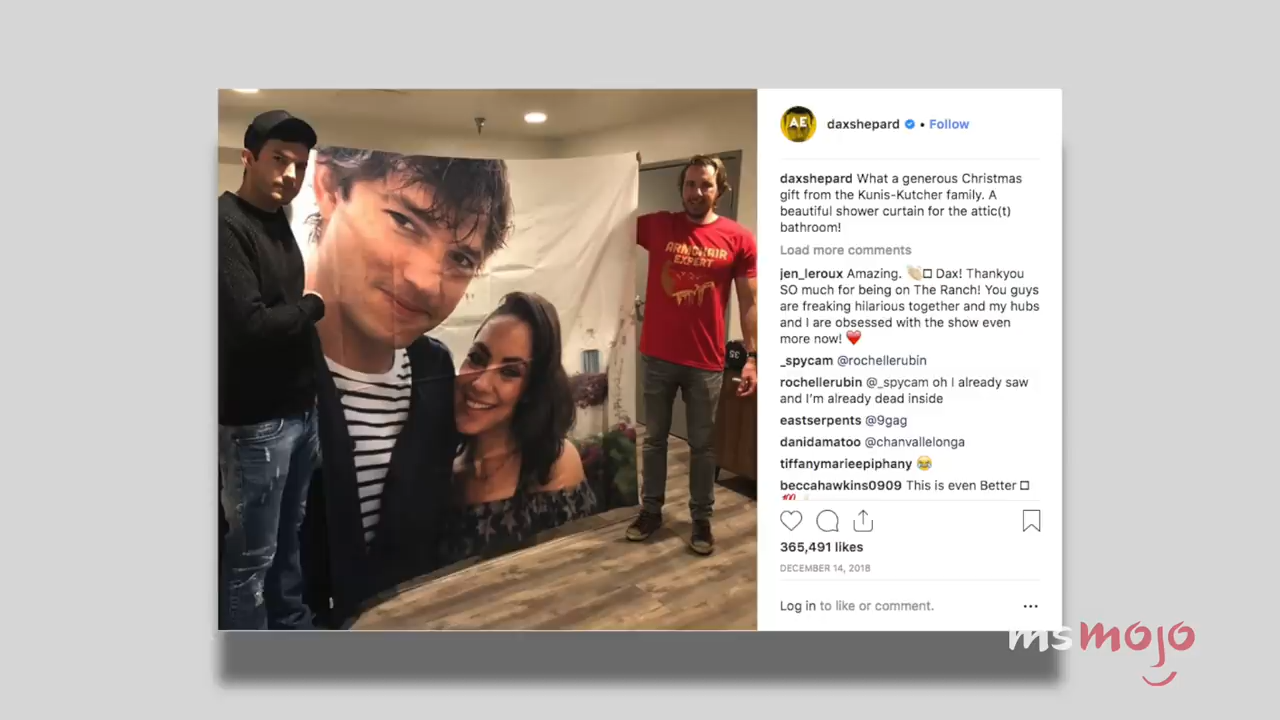 AE
daxshepard • Follow
daxshepard What a generous Christmas
gift from the Kunis-Kutcher family. A
beautiful shower curtain for the attic(t)
bathroom!
Load more comments
jen_leroux Amazing. 👏🏻 Dax! Thankyou
SO much for being on The Ranch! You guys
are freaking hilarious together and my hubs
and I are obsessed with the show even
more now! ❤️
_spycam @rochellerubin
rochellerubin @_spycam oh I already saw
and I'm already dead inside
eastserpents @9gag
danidamatoo @chanvallelonga
tiffanymarieepiphany 😂
beccahawkins0909 This is even Better
365,491 likes
DECEMBER 14, 2018
Log in to like or comment.
ARMCHAIR
EXPERT
msmojo